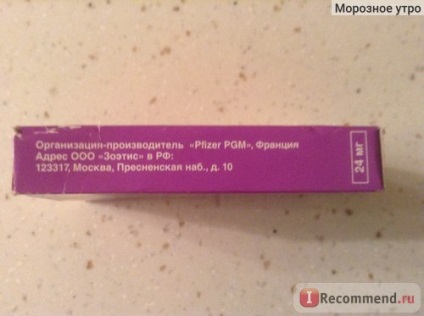 Морозное утро
Организация-производитель «Pfizer PGM», Франция
Адрес ООО «Зоэтис» в РФ:
123317, Москва, Пресненская наб., д. 10
24 мг
I Recommend.ru